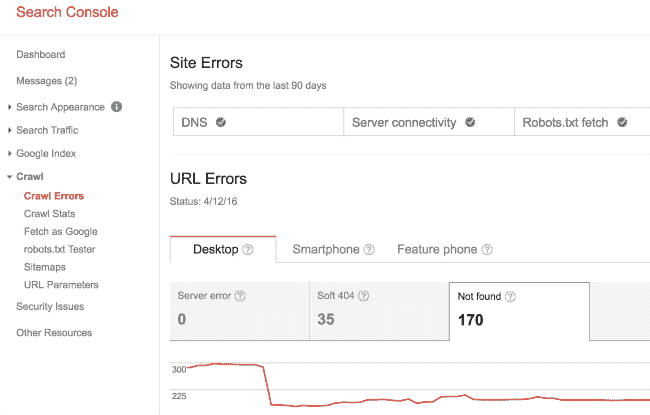 Search Console
Dashboard
Messages (2)
Search Appearance
Search Traffic
Google Index
Crawl
Crawl Errors
Crawl Stats
Fetch as Google
robots.txt Tester
Sitemaps
URL Parameters
Security Issues
Other Resources
Site Errors
Showing data from the last 90 days
DNS
Server connectivity
Robots.txt fetch
URL Errors
Status: 4/12/16
Desktop ?
Smartphone ?
Feature phone ?
Server error ?
0
Soft 404 ?
35
Not found ?
170
300
225